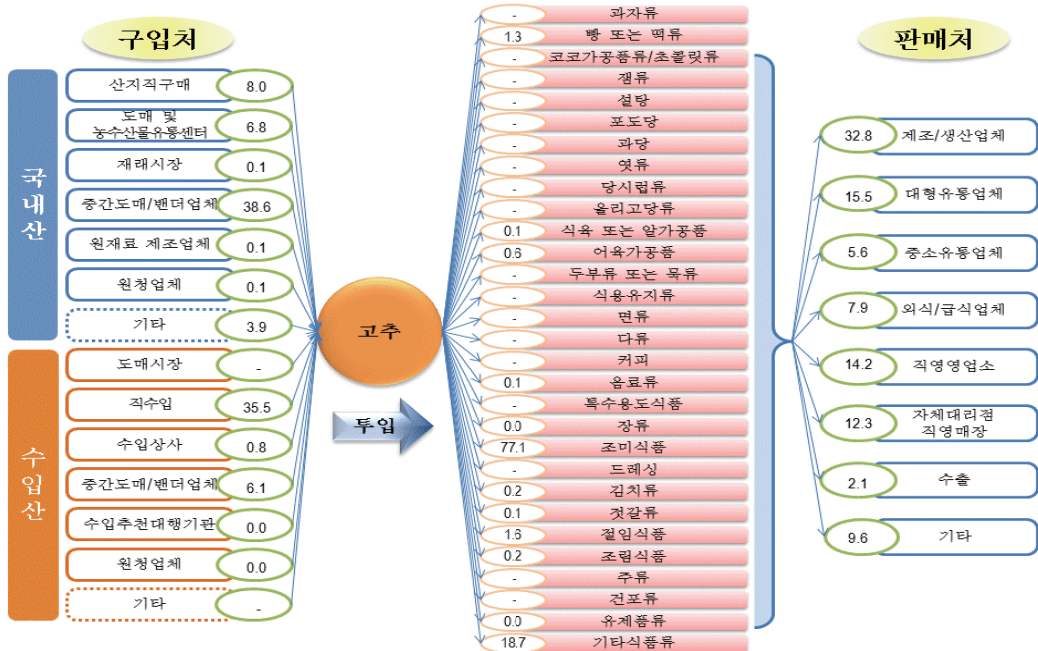 구입처
국내산
산지직구매 8.0
도매 및
농수산물유통센터 6.8
재래시장 0.1
중간도매/밴더업체 38.6
원재료 제조업체 0.1
원청업체 0.1
기타 3.9
수입산
도매시장 -
직수입 35.5
수입상사 0.8
중간도매/밴더업체 6.1
수입추천대행기관 0.0
원청업체 0.0
기타 -
고추
투입
- 과자류
1.3 빵 또는 떡류
- 코코가공품류/초콜릿류
- 잼류
- 설탕
- 포도당
- 과당
- 엿류
- 당시럽류
- 올리고당류
0.1 식육 또는 알가공품
0.6 어육가공품
- 두부류 또는 묵류
- 식용유지류
- 면류
- 다류
- 커피
0.1 음료류
- 특수용도식품
0.0 장류
77.1 조미식품
- 드레싱
0.2 김치류
0.1 젓갈류
1.6 절임식품
0.2 조림식품
- 주류
- 건포류
0.0 유제품류
18.7 기타식품류
판매처
32.8 제조/생산업체
15.5 대형유통업체
5.6 중소유통업체
7.9 외식/급식업체
14.2 직영영업소
12.3 자체대리점
직영매장
2.1 수출
9.6 기타